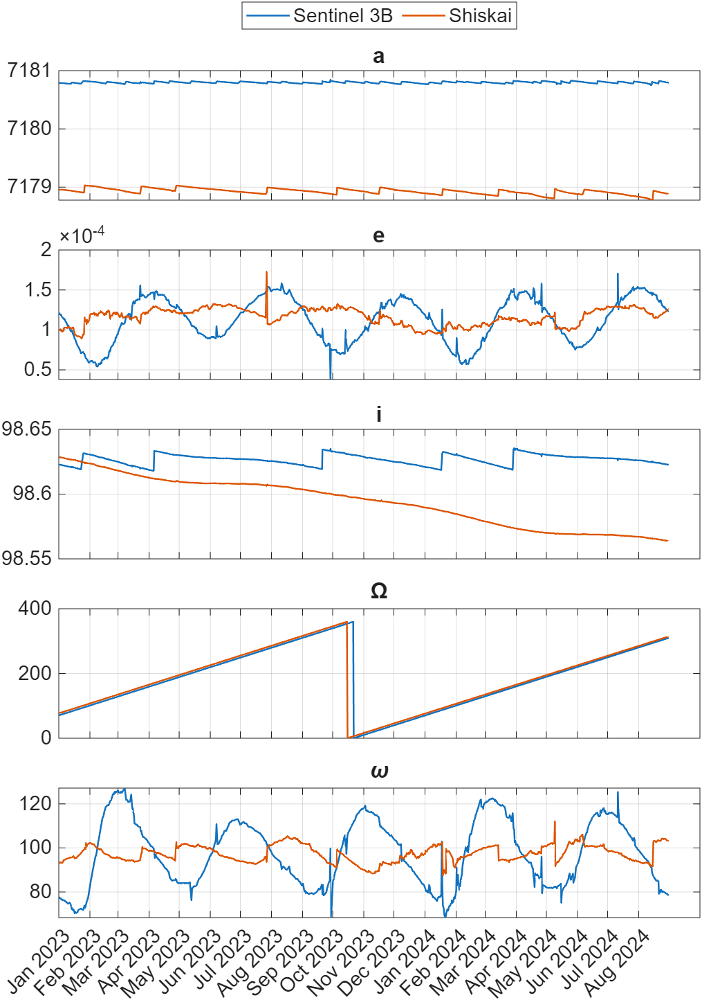 Sentinel 3B Shiskai
a
7181
7180
7179
×10-4
e
2
1.5
1
0.5
i
98.65
98.6
98.55
Ω
400
200
0
ω
120
100
80
Jan 2023 Feb 2023 Mar 2023 Apr 2023 May 2023 Jun 2023 Jul 2023 Aug 2023 Sep 2023 Oct 2023 Nov 2023 Dec 2023 Jan 2024 Feb 2024 Mar 2024 Apr 2024 May 2024 Jun 2024 Jul 2024 Aug 2024